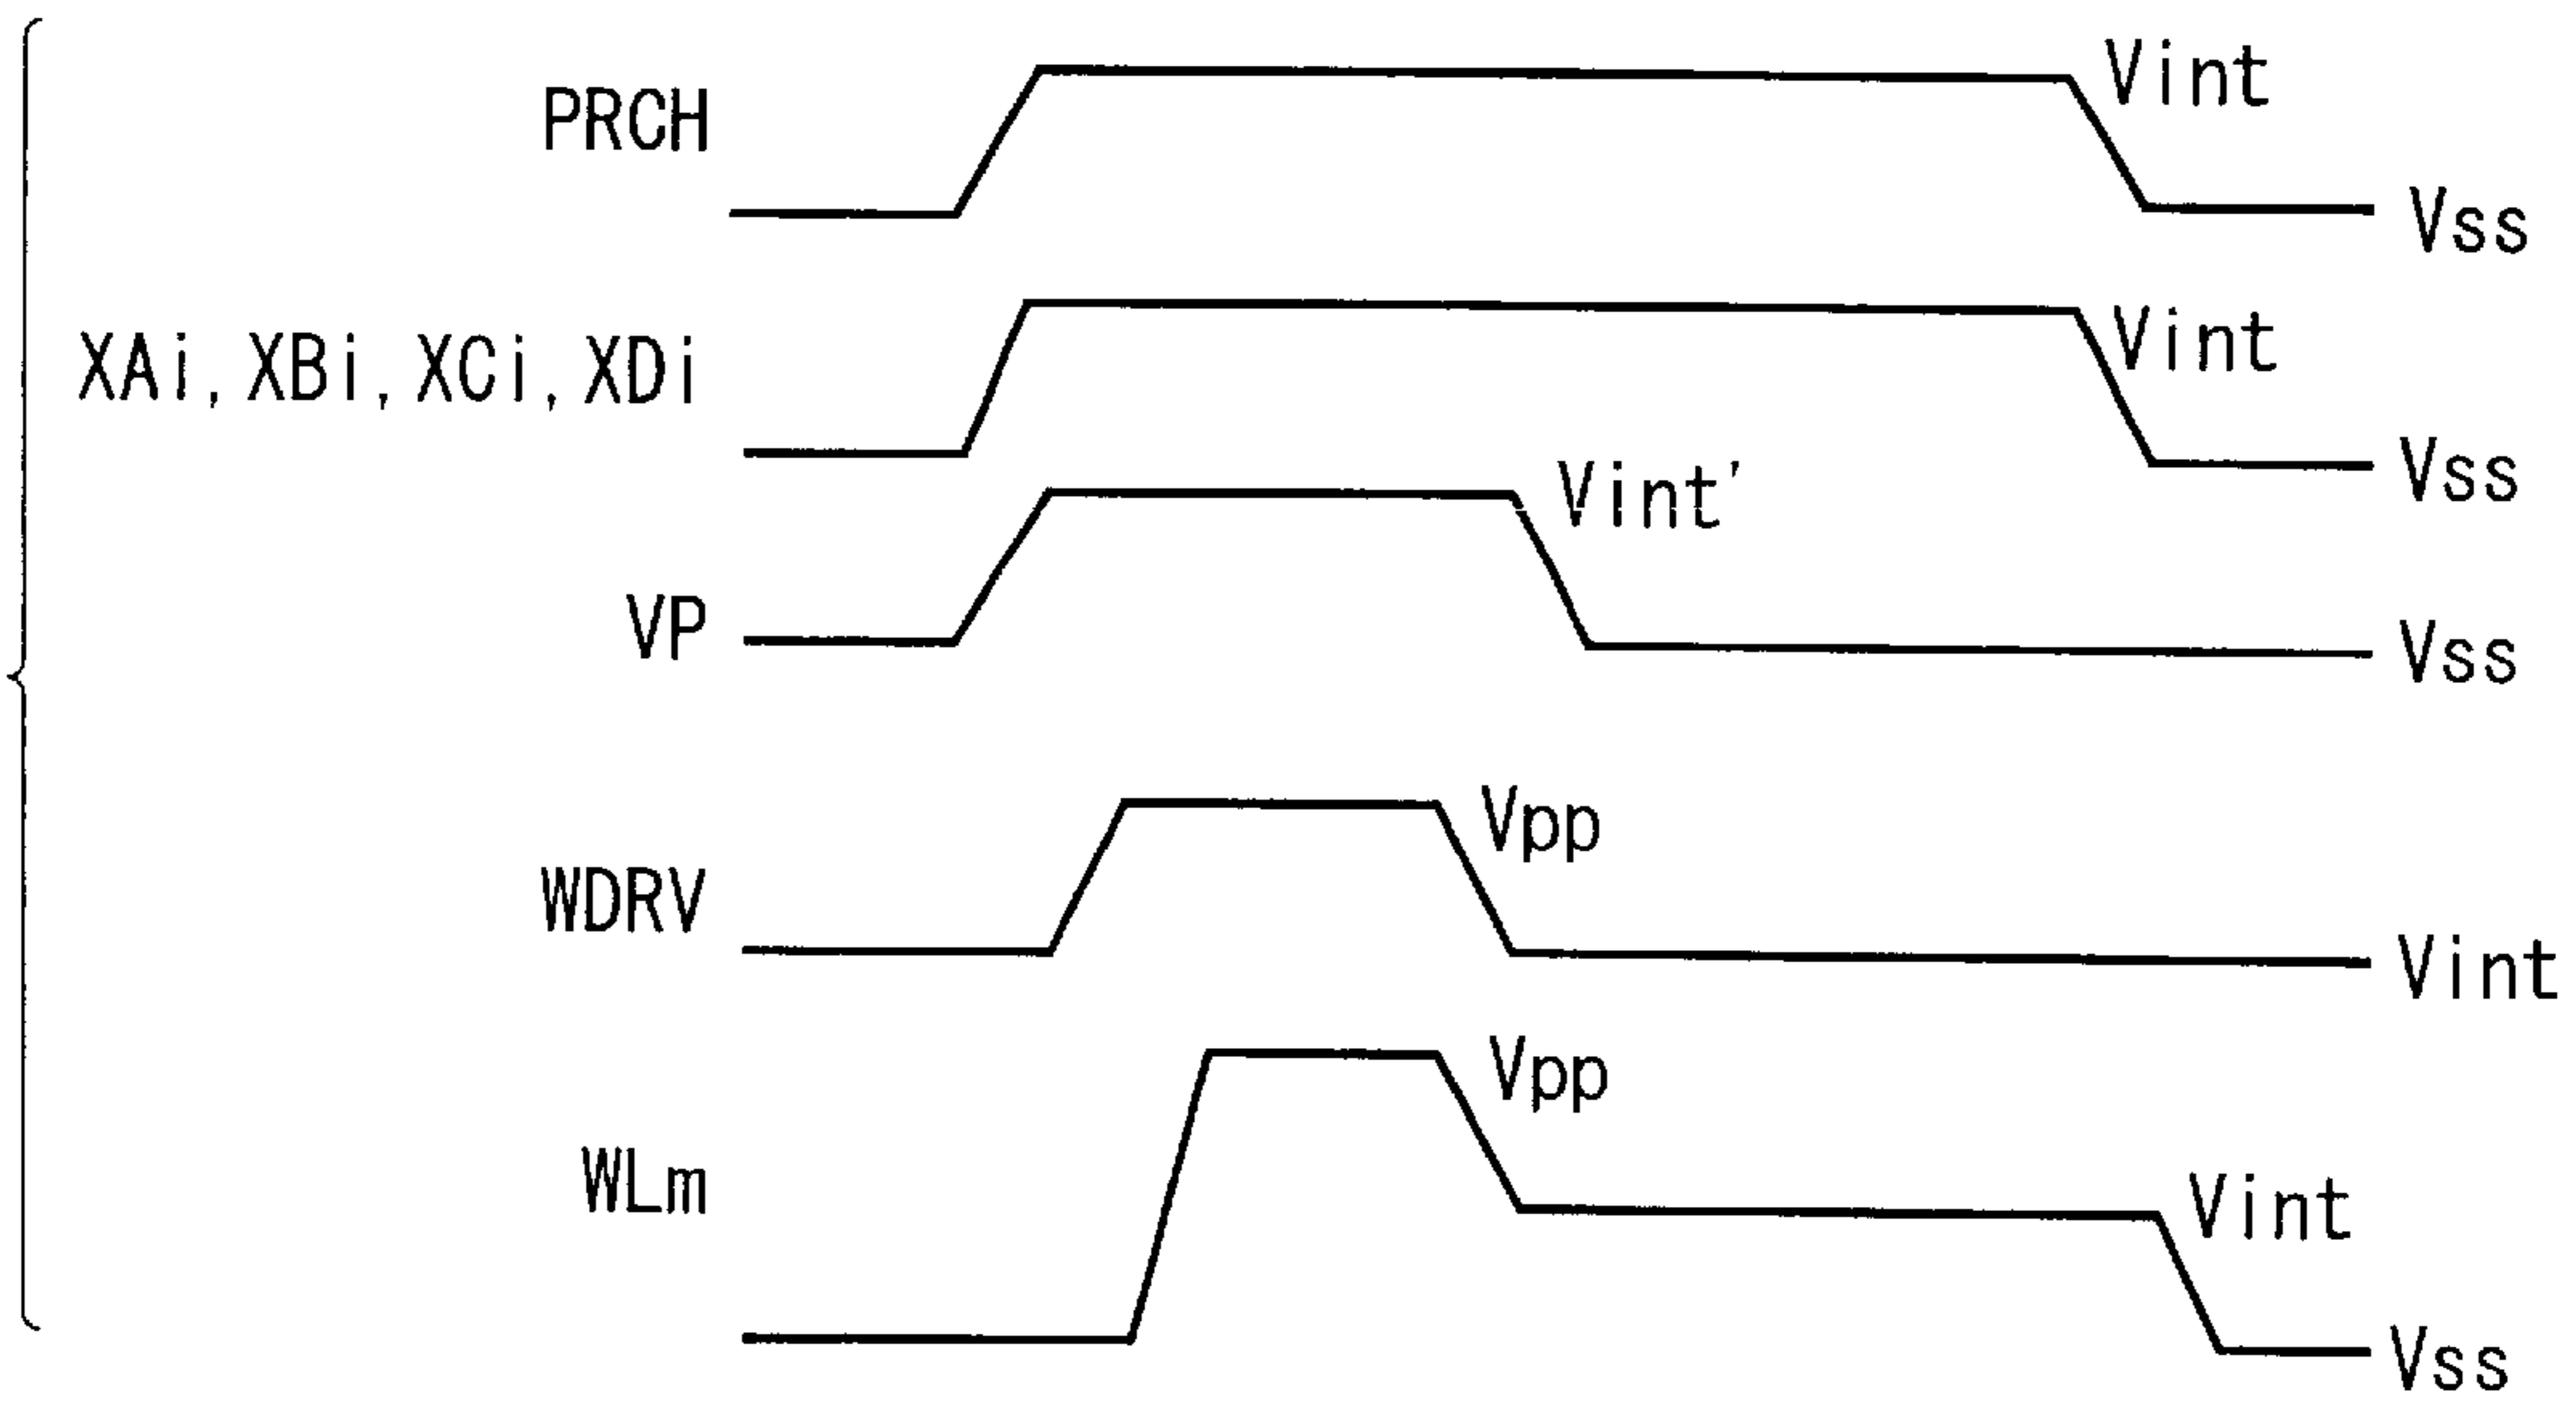 PRCH
Vint
Vss
XAi, XBi, XCi, XDi
Vint
Vss
VP
Vint'
Vss
WDRV
Vpp
Vint
WLm
Vpp
Vint
Vss